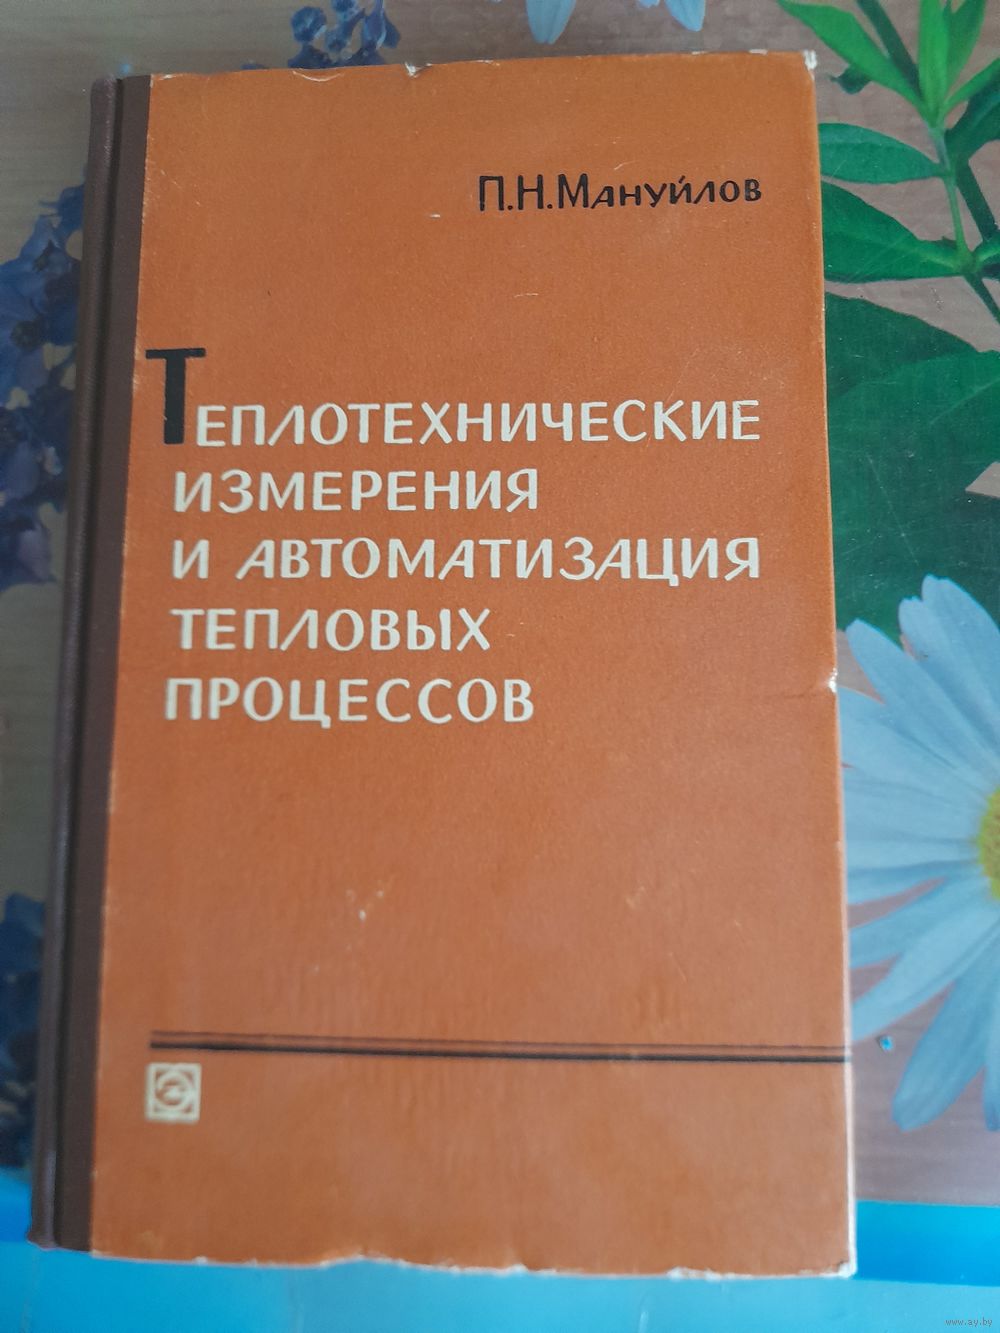 П.Н.Мануйлов
Теплотехнические
измерения
и автоматизация
тепловых
процессов
www.ay.by